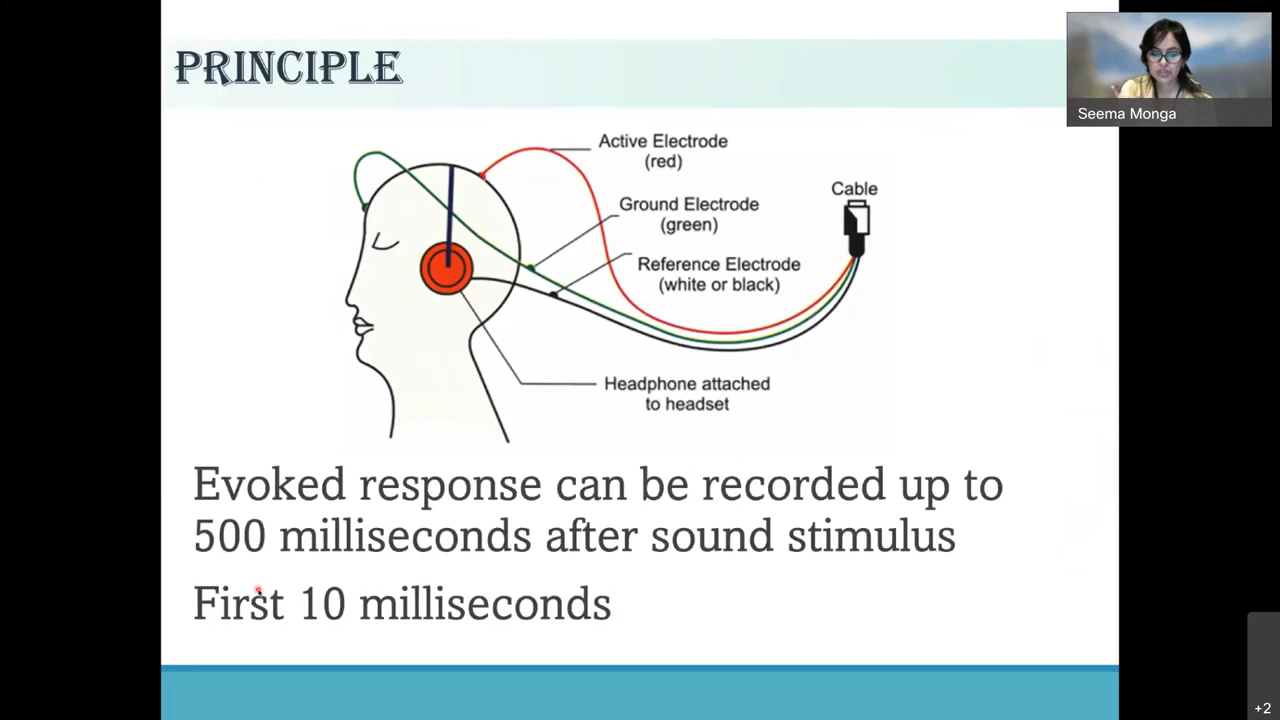 PRINCIPLE
Seema Monga
Active Electrode
(red)
Cable
Ground Electrode
(green)
Reference Electrode
(white or black)
Headphone attached
to headset
Evoked response can be recorded up to
500 milliseconds after sound stimulus
First 10 milliseconds
+2